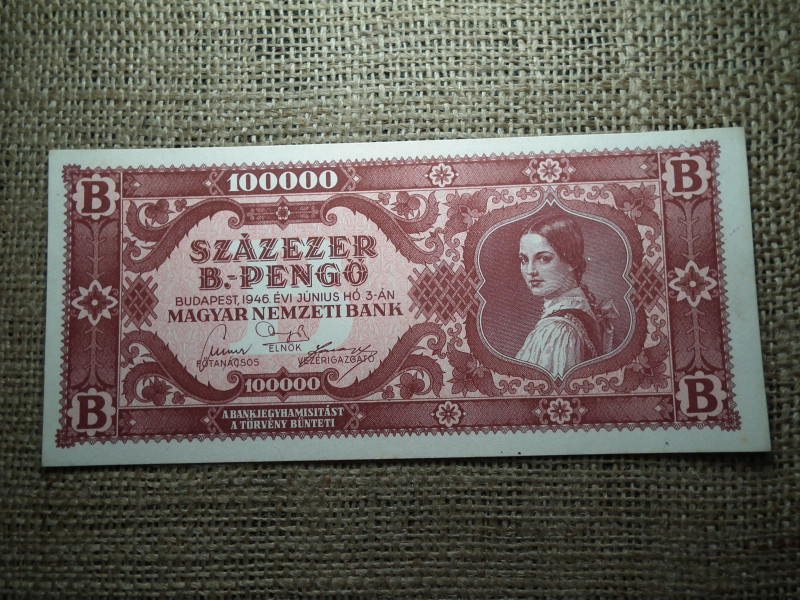 B 100000 B
SZÁZEZER
B.-PENGŐ
BUDAPEST, 1946. ÉVI JÚNIUS HÓ 3-ÁN
MAGYAR NEMZETI BANK
ELNÖK
FŐTANÁCSOS VEZÉRIGAZGATÓ
100000
B B
A BANKJEGYHAMISITÁST
A TÖRVÉNY BÜNTETI